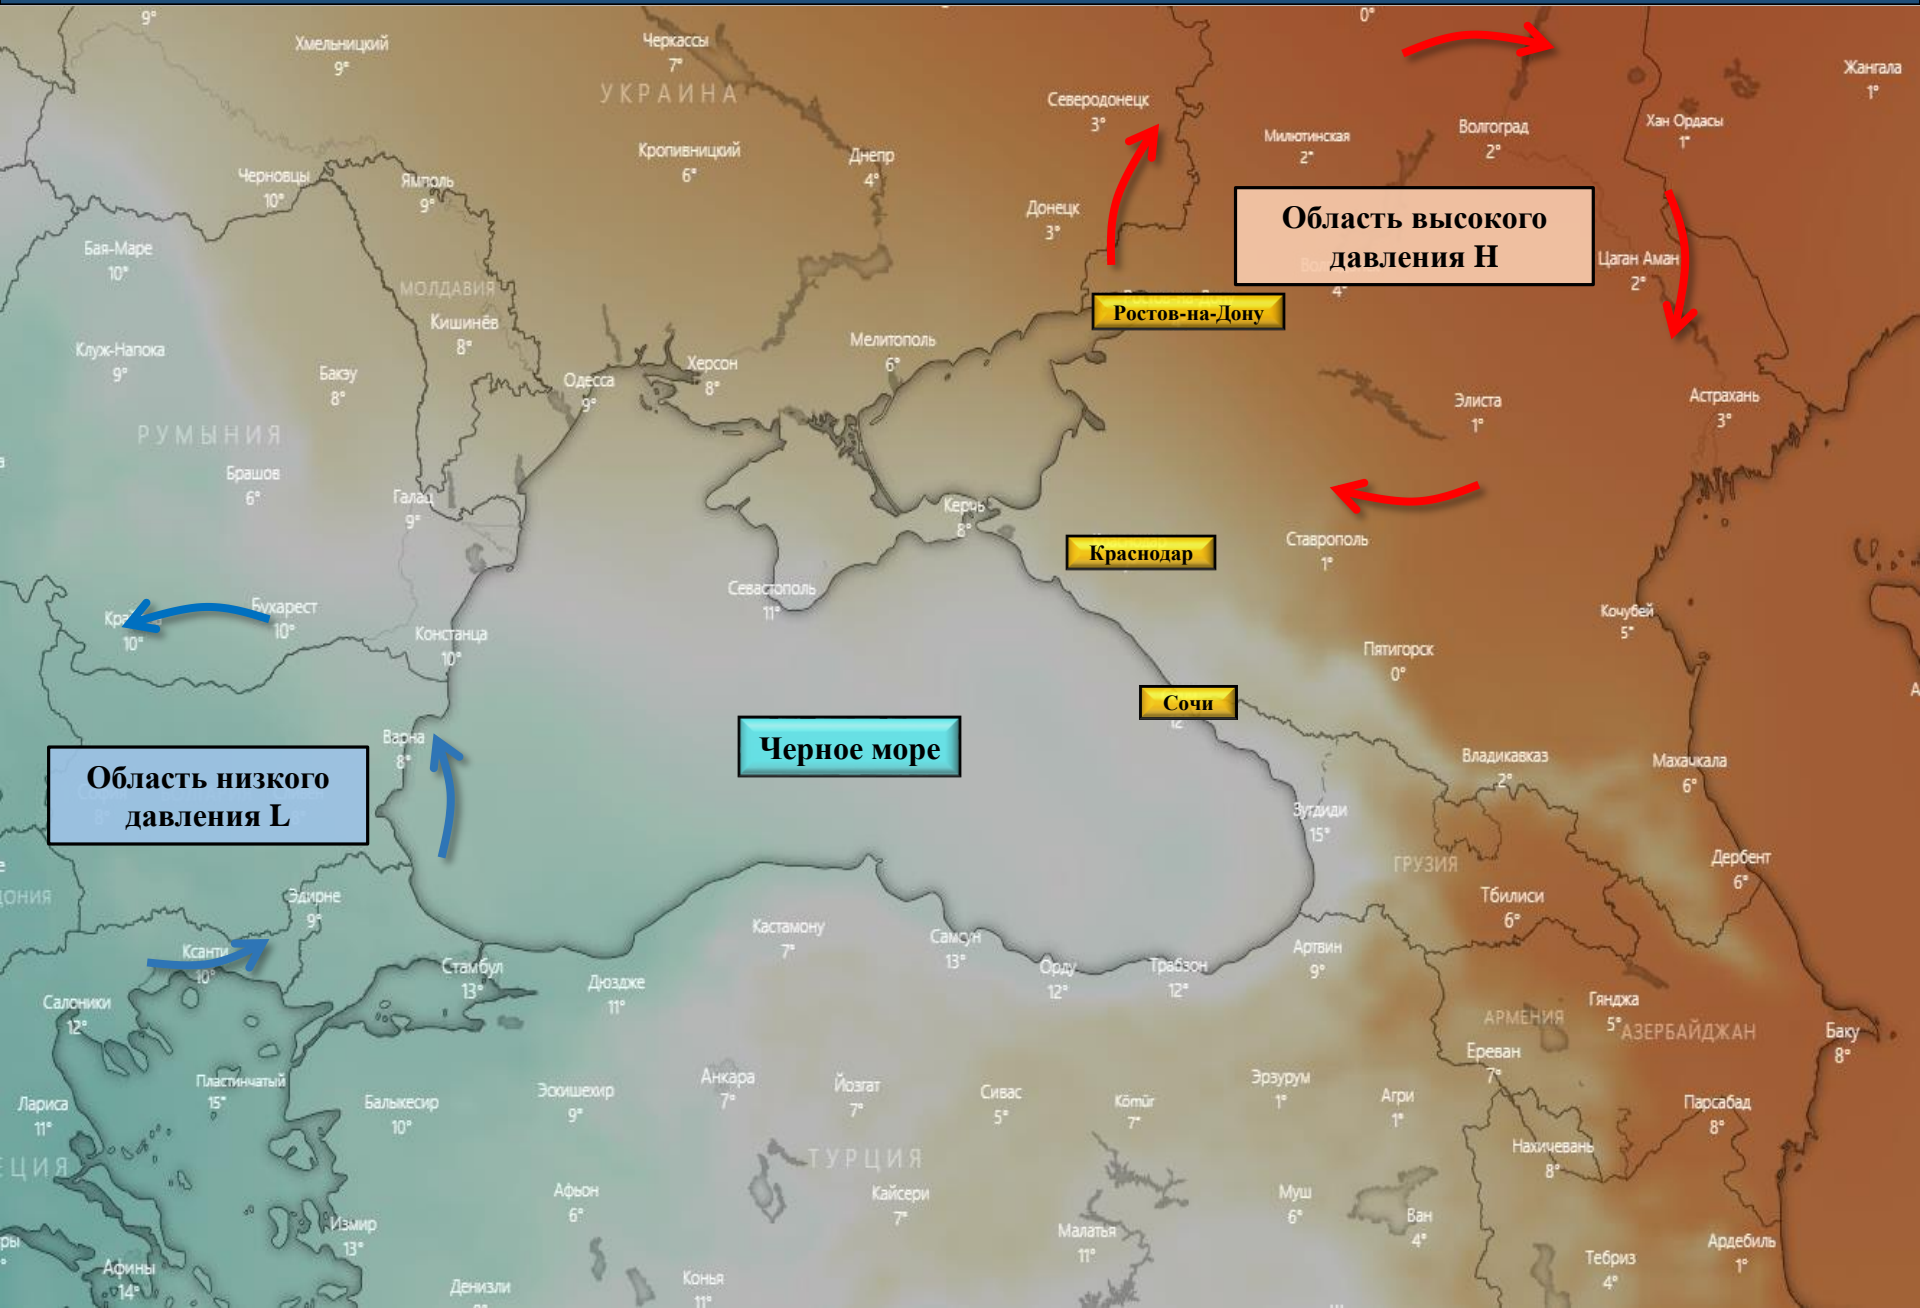 9°
0°
Хмельницкий
9°
Черкассы
7°
УКРАИНА
Жангала
1°
Северодонецк
3°
Милютинская
2°
Волгоград
2°
Хан Ордасы
1°
Кропивницкий
6°
Днепр
4°
Черновцы
10°
Ямполь
9°
Донецк
3°
Область высокого
давления H
Бая-Маре
10°
Цаган Аман
2°
4°
МОЛДАВИЯ
Кишинёв
8°
Ростов-на-Дону
Клуж-Напока
9°
Бакэу
8°
Одесса
9°
Херсон
8°
Мелитополь
6°
Элиста
1°
Астрахань
3°
РУМЫНИЯ
Брашов
6°
Галац
9°
Керчь
8°
Краснодар
Ставрополь
1°
Севастополь
11°
Бухарест
10°
10°
Констанца
10°
Кочубей
5°
Пятигорск
0°
Сочи
12
Варна
8°
Черное море
Владикавказ
2°
Махачкала
6°
Область низкого
давления L
Зугдиди
15°
ГРУЗИЯ
Дербент
6°
ДОНИЯ
Эдирне
9°
Тбилиси
6°
Кастамону
7°
Самсун
13°
Орду
12°
Трабзон
12°
Артвин
9°
Ксанти
10°
Стамбул
13°
Дюздже
11°
Салоники
12°
Гянджа
5°
АРМЕНИЯ
АЗЕРБАЙДЖАН
Баку
8°
Ереван
7°
Пластинчатый
15°
Лариса
11°
Балыкесир
10°
Эскишехир
9°
Анкара
7°
Йозгат
7°
Сивас
5°
Kömür
7°
Эрзурум
1°
Агри
1°
Парсабад
8°
Нахичевань
8°
ЕЦИЯ
ТУРЦИЯ
Афьон
6°
Кайсери
7°
Муш
6°
Ван
4°
Измир
13°
Малатья
11°
Ардебиль
1°
Тебриз
4°
ры
Афины
14°
Денизли
Конья
11°